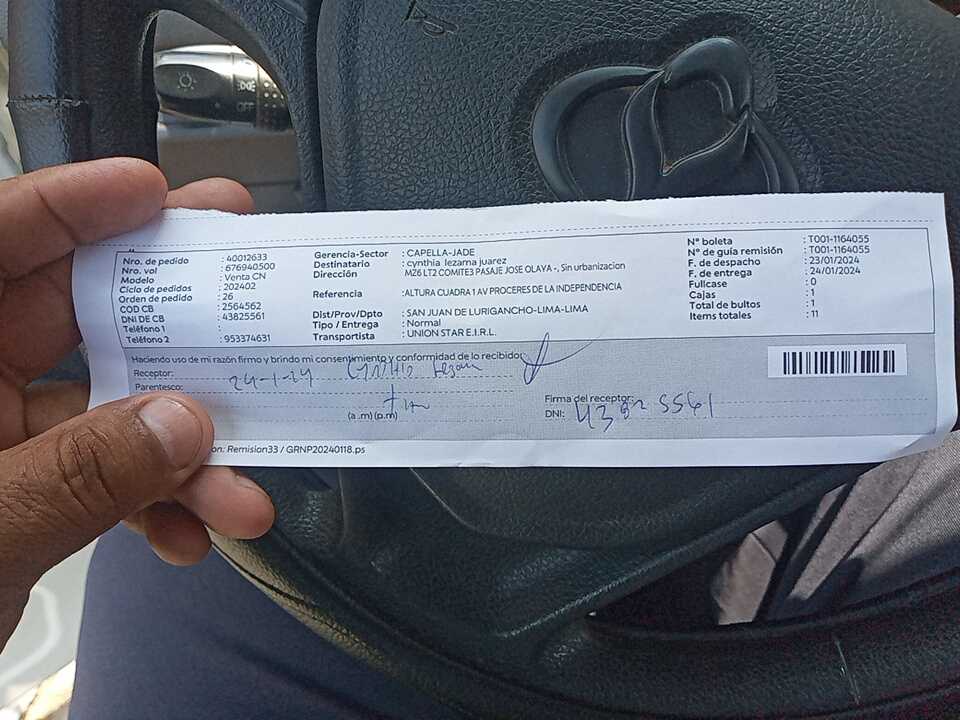 Nro. de pedido : 40012633
Nro. vol : 676940500
Modelo : Venta CN
Ciclo de pedidos : 202402
Orden de pedido : 26
COD CB : 2564562
DNI DE CB : 43825561
Teléfono 1 :
Teléfono 2 : 953374631
Gerencia-Sector : CAPELLA-JADE
Destinatario : cynthia lezama juarez
Dirección : MZ6 LT2 COMITE3 PASAJE JOSE OLAYA -, Sin urbanizacion
Referencia : ALTURA CUADRA 1 AV PROCERES DE LA INDEPENDENCIA
Dist/Prov/Dpto : SAN JUAN DE LURIGANCHO-LIMA-LIMA
Tipo / Entrega : Normal
Transportista : UNION STAR E.I.R.L.
N° boleta : T001-1164055
N° de guía remisión : T001-1164055
F. de despacho : 23/01/2024
F. de entrega : 24/01/2024
Fullcase : 0
Cajas : 1
Total de bultos : 1
Items totales : 11
Haciendo uso de mi razón firmo y brindo mi consentimiento y conformidad de lo recibido
Receptor: 24-1-24
Parentesco:
(a.m)(p.m)
Firma del receptor:
DNI: 43825561
on: Remision33 / GRNP20240118.ps
OFF